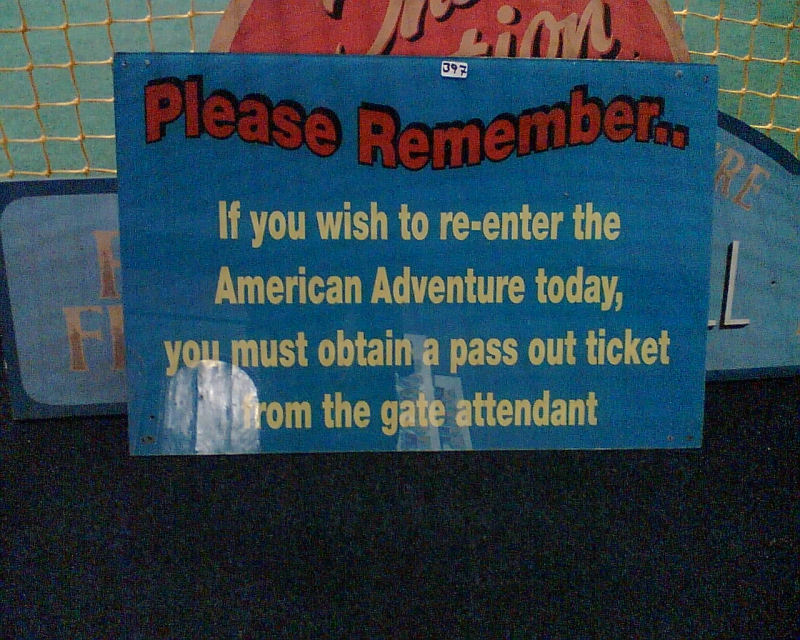 tion
397
Please Remember..
If you wish to re-enter the
American Adventure today,
you must obtain a pass out ticket
from the gate attendant